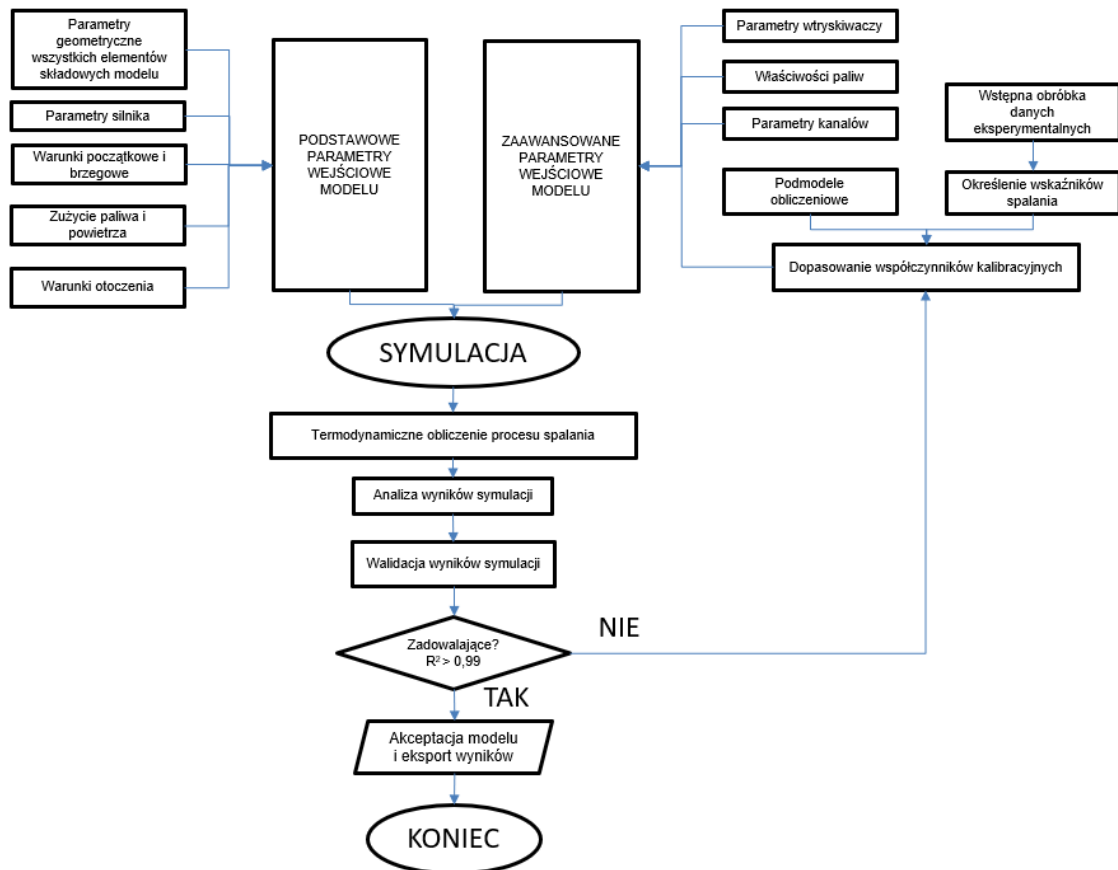 Parametry
geometryczne
wszystkich elementów
składowych modelu
Parametry silnika
Warunki początkowe i
brzegowe
Zużycie paliwa i
powietrza
Warunki otoczenia
PODSTAWOWE
PARAMETRY
WEJŚCIOWE
MODELU
ZAAWANSOWANE
PARAMETRY
WEJŚCIOWE
MODELU
Parametry wtryskiwaczy
Właściwości paliw
Parametry kanałów
Podmodele
obliczeniowe
Wstępna obróbka
danych
eksperymentalnych
Określenie wskaźników
spalania
Dopasowanie współczynników kalibracyjnych
SYMULACJA
Termodynamiczne obliczenie procesu spalania
Analiza wyników symulacji
Walidacja wyników symulacji
Zadowalające?
R² > 0,99
NIE
TAK
Akceptacja modelu
i eksport wyników
KONIEC